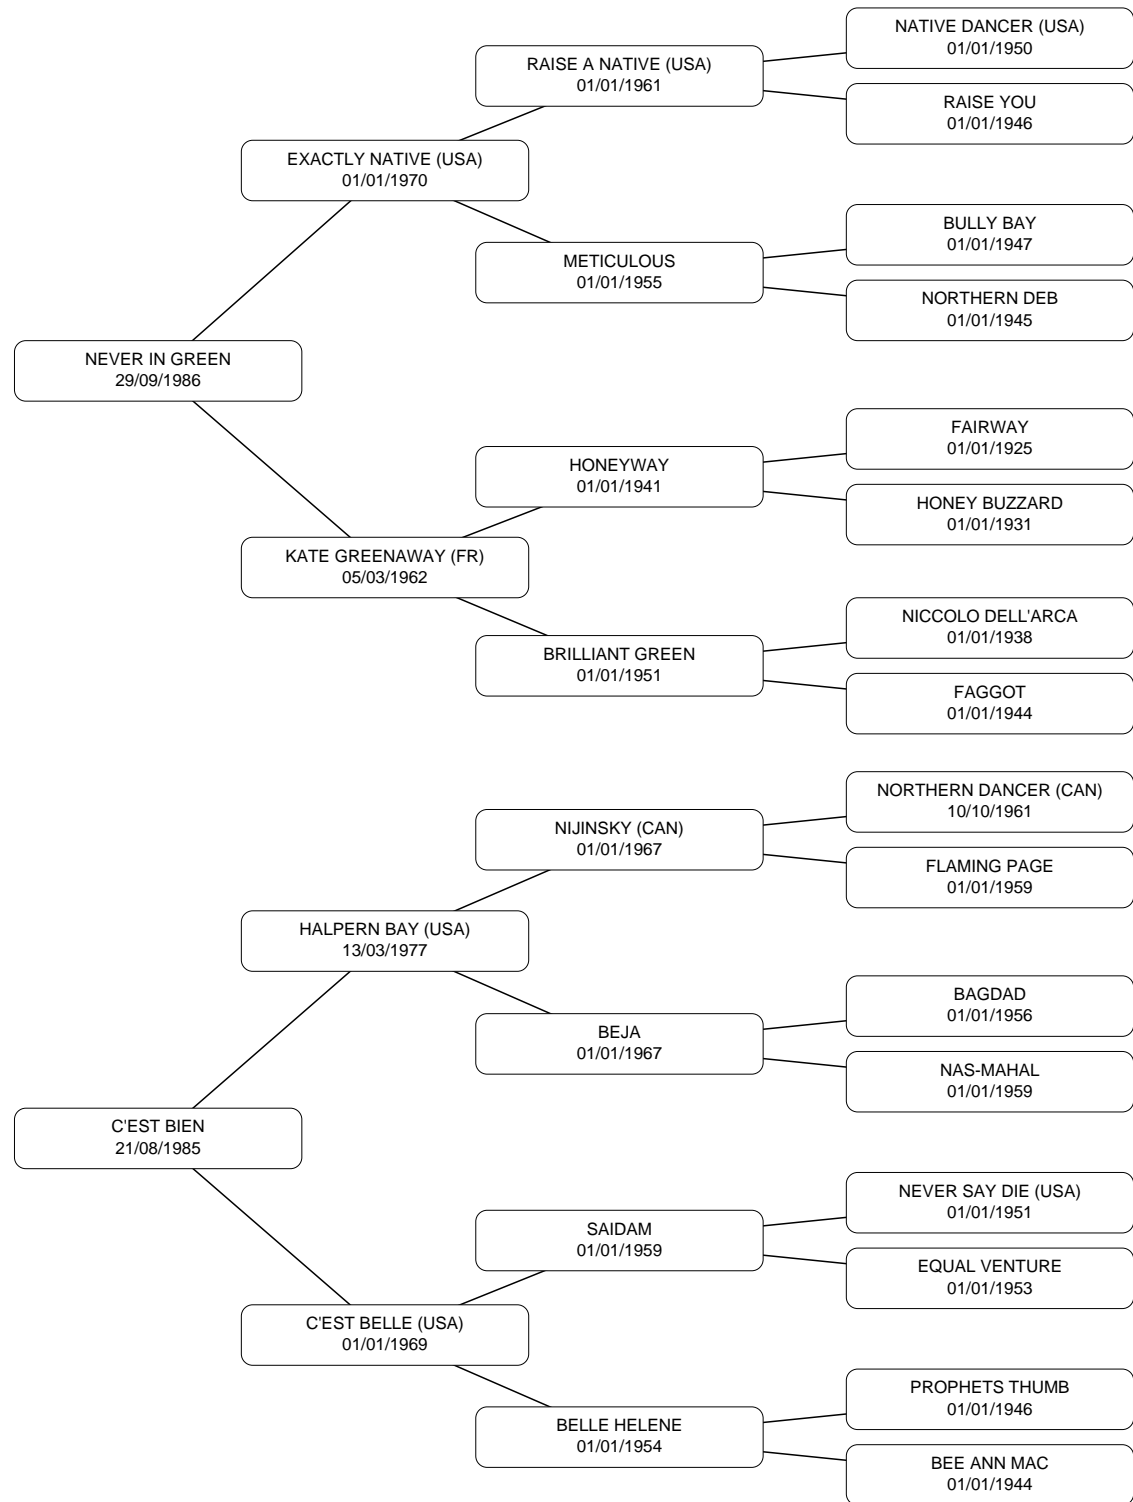 NATIVE DANCER (USA)
01/01/1950
RAISE A NATIVE (USA)
01/01/1961
RAISE YOU
01/01/1946
EXACTLY NATIVE (USA)
01/01/1970
BULLY BAY
01/01/1947
METICULOUS
01/01/1955
NORTHERN DEB
01/01/1945
NEVER IN GREEN
29/09/1986
FAIRWAY
01/01/1925
HONEYWAY
01/01/1941
HONEY BUZZARD
01/01/1931
KATE GREENAWAY (FR)
05/03/1962
NICCOLO DELL'ARCA
01/01/1938
BRILLIANT GREEN
01/01/1951
FAGGOT
01/01/1944
NORTHERN DANCER (CAN)
10/10/1961
NIJINSKY (CAN)
01/01/1967
FLAMING PAGE
01/01/1959
HALPERN BAY (USA)
13/03/1977
BAGDAD
01/01/1956
BEJA
01/01/1967
NAS-MAHAL
01/01/1959
C'EST BIEN
21/08/1985
NEVER SAY DIE (USA)
01/01/1951
SAIDAM
01/01/1959
EQUAL VENTURE
01/01/1953
C'EST BELLE (USA)
01/01/1969
PROPHETS THUMB
01/01/1946
BELLE HELENE
01/01/1954
BEE ANN MAC
01/01/1944